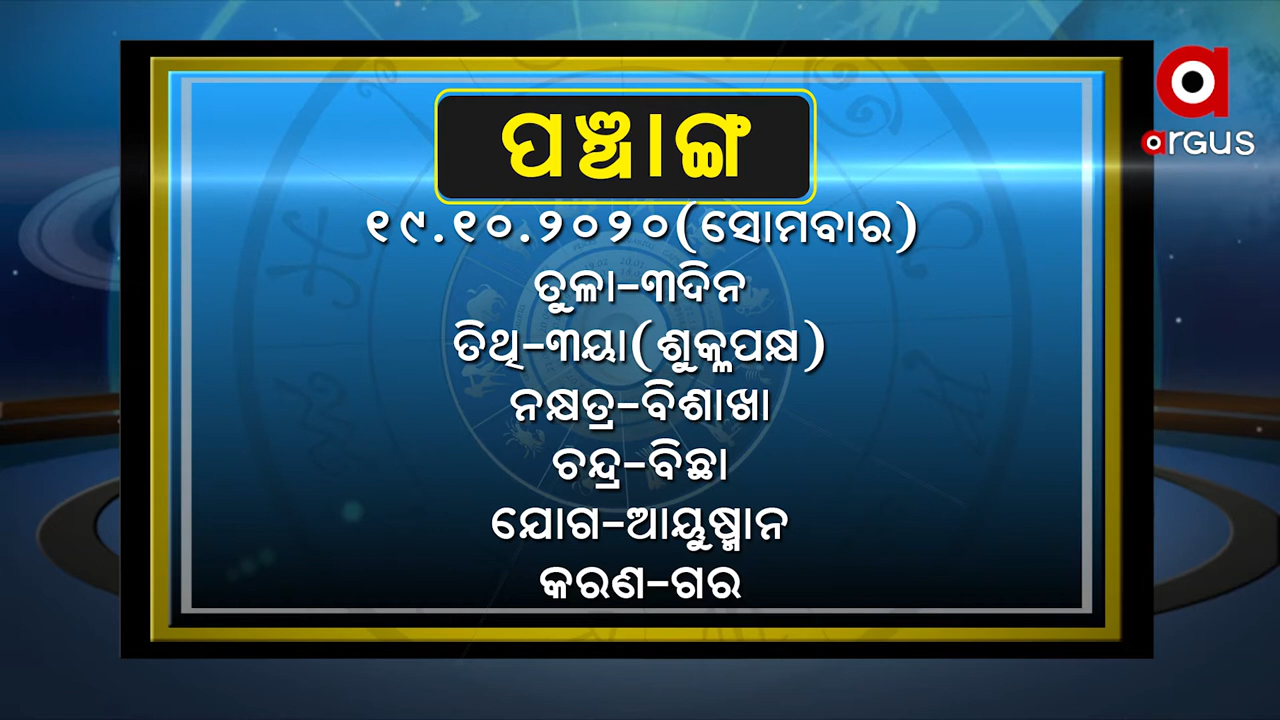 ପଞ୍ଚାଙ୍ଗ
argus
୧୯.୧୦.୨୦୨୦(ସୋମବାର)
ତୁଳା-୩ଦିନ
ତିଥି-୩ୟା(ଶୁକ୍ଳପକ୍ଷ)
ନକ୍ଷତ୍ର-ବିଶାଖା
ଚନ୍ଦ୍ର-ବିଛା
ଯୋଗ-ଆୟୁଷ୍ମାନ
କରଣ-ଗର